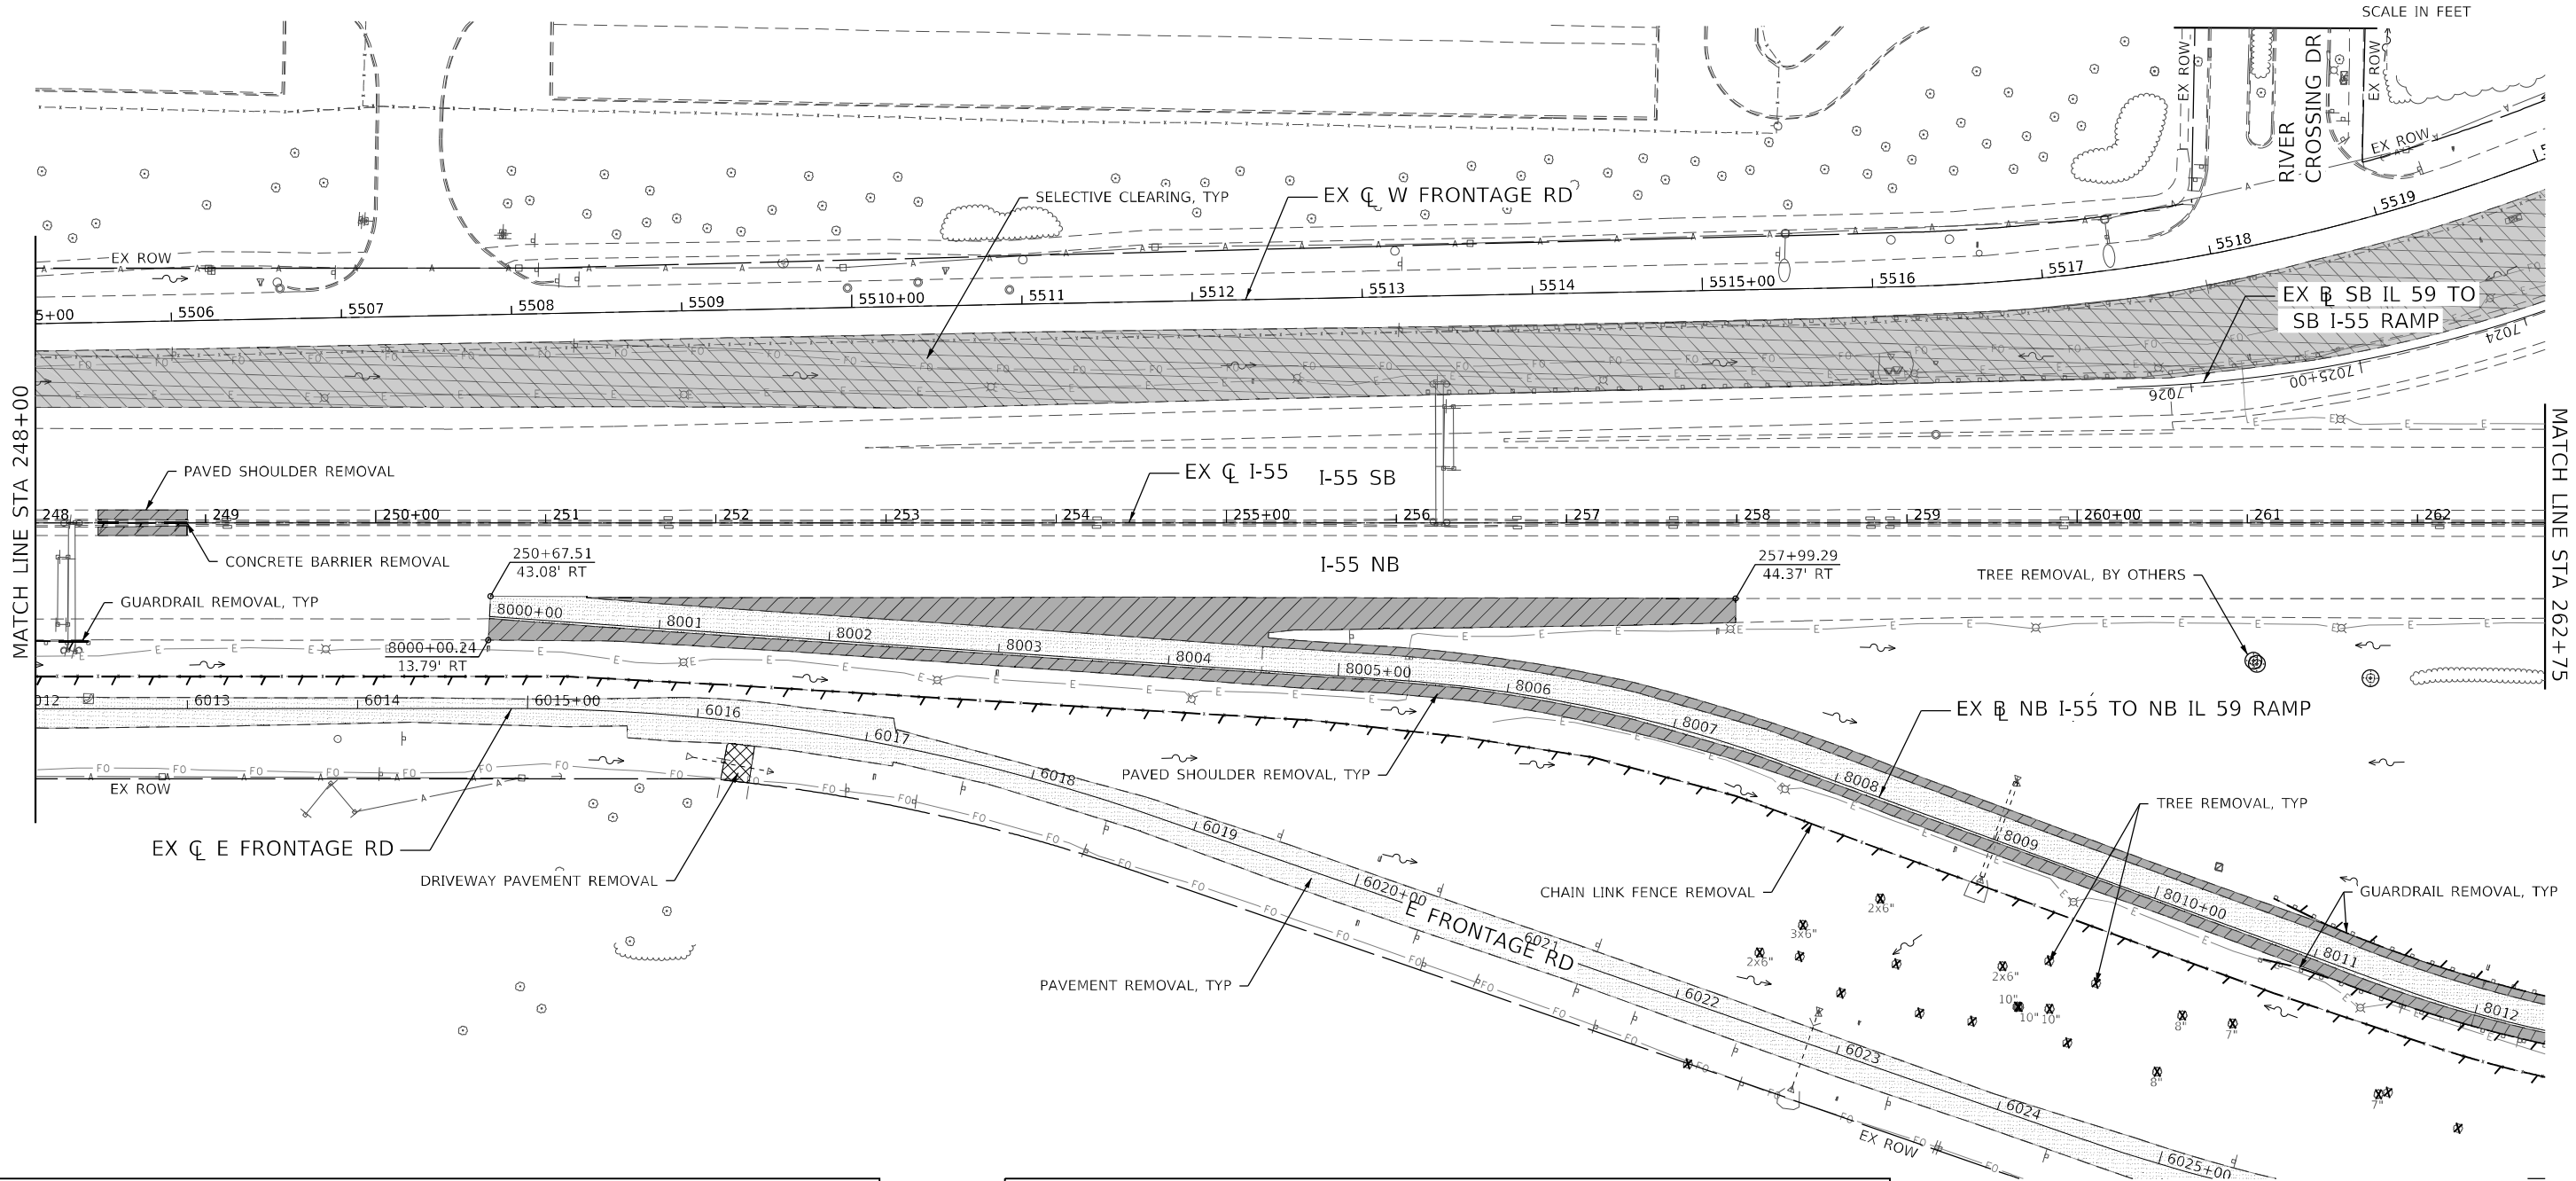 SCALE IN FEET
EX ROW
RIVER
CROSSING DR
EX ROW
EX ROW
SELECTIVE CLEARING, TYP
EX ℄ W FRONTAGE RD
EX ROW
5+00 5506 5507 5508 5509 5510+00 5511 5512 5513 5514 5515+00 5516 5517 5518 5519
EX BL SB IL 59 TO
SB I-55 RAMP
7026 7025+00 7024
MATCH LINE STA 248+00
MATCH LINE STA 262+75
PAVED SHOULDER REMOVAL
EX ℄ I-55
I-55 SB
248 249 250+00 251 252 253 254 255+00 256 257 258 259 260+00 261 262
CONCRETE BARRIER REMOVAL
250+67.51
43.08' RT
I-55 NB
257+99.29
44.37' RT
TREE REMOVAL, BY OTHERS
GUARDRAIL REMOVAL, TYP
8000+00 8001 8002 8003 8004 8005+00 8006 8007 8008 8009 8010+00 8011 8012
8000+00.24
13.79' RT
012 6013 6014 6015+00 6016 6017 6018 6019 6020+00 6021 6022 6023 6024 6025+00
EX BL NB I-55 TO NB IL 59 RAMP
PAVED SHOULDER REMOVAL, TYP
EX ROW
TREE REMOVAL, TYP
EX ℄ E FRONTAGE RD
DRIVEWAY PAVEMENT REMOVAL
CHAIN LINK FENCE REMOVAL
GUARDRAIL REMOVAL, TYP
E FRONTAGE RD
2x6"
3x6"
2x6"
2x6"
10"
10" 10"
8"
7"
8"
7"
PAVEMENT REMOVAL, TYP
EX ROW